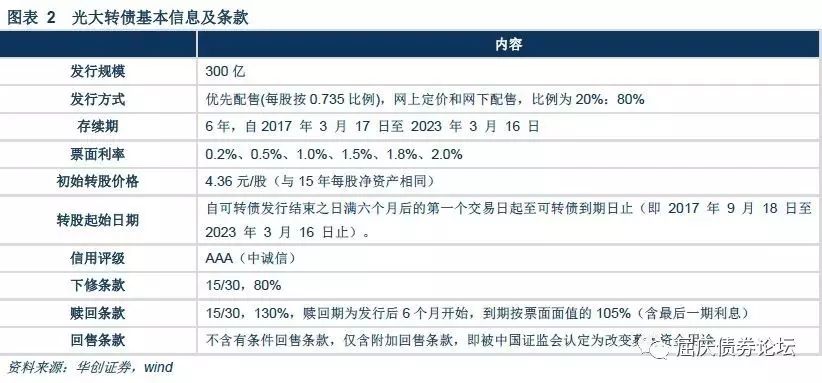 图表 2 光大转债基本信息及条款
内容
发行规模 300 亿
发行方式 优先配售(每股按 0.735 比例)，网上定价和网下配售，比例为 20%：80%
存续期 6 年，自 2017 年 3 月 17 日至 2023 年 3 月 16 日
票面利率 0.2%、0.5%、1.0%、1.5%、1.8%、2.0%
初始转股价格 4.36 元/股（与 15 年每股净资产相同）
转股起始日期 自可转债发行结束之日满六个月后的第一个交易日起至可转债到期日止（即 2017 年 9 月 18 日至
2023 年 3 月 16 日止）。
信用评级 AAA（中诚信）
下修条款 15/30，80%
赎回条款 15/30，130%，赎回期为发行后 6 个月开始，到期按票面面值的 105%（含最后一期利息）
回售条款 不含有条件回售条款，仅含附加回售条款，即被中国证监会认定为改变
屈庆债券论坛
资料来源：华创证券，wind